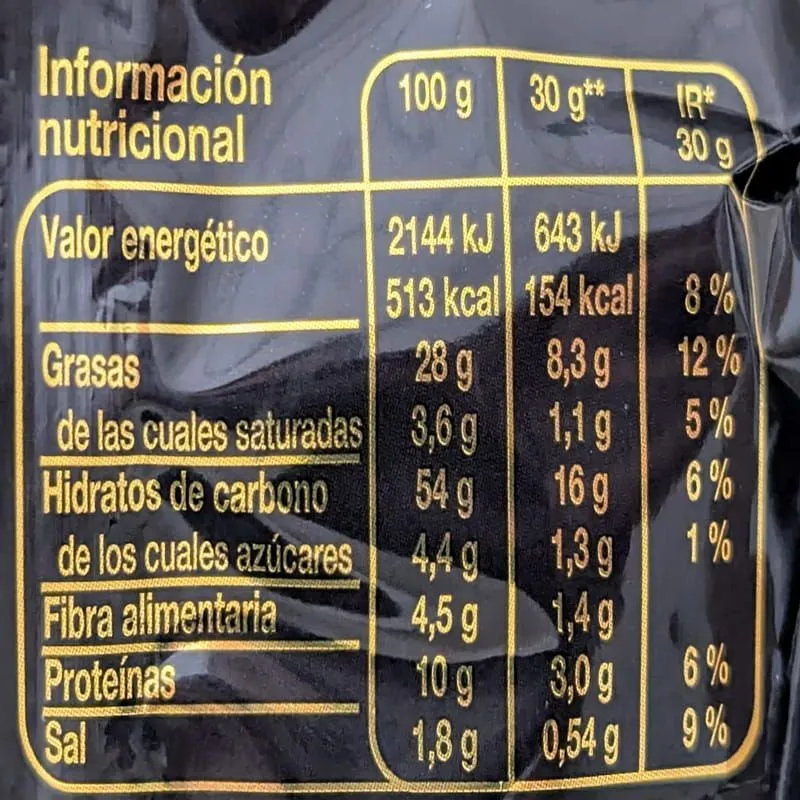 Información
nutricional
100 g 30 g** IR*
30 g
Valor energético 2144 kJ 643 kJ
513 kcal 154 kcal 8 %
Grasas 28 g 8,3 g 12 %
de las cuales saturadas 3,6 g 1,1 g 5 %
Hidratos de carbono 54 g 16 g 6 %
de los cuales azúcares 4,4 g 1,3 g 1 %
Fibra alimentaria 4,5 g 1,4 g
Proteínas 10 g 3,0 g 6 %
Sal 1,8 g 0,54 g 9 %